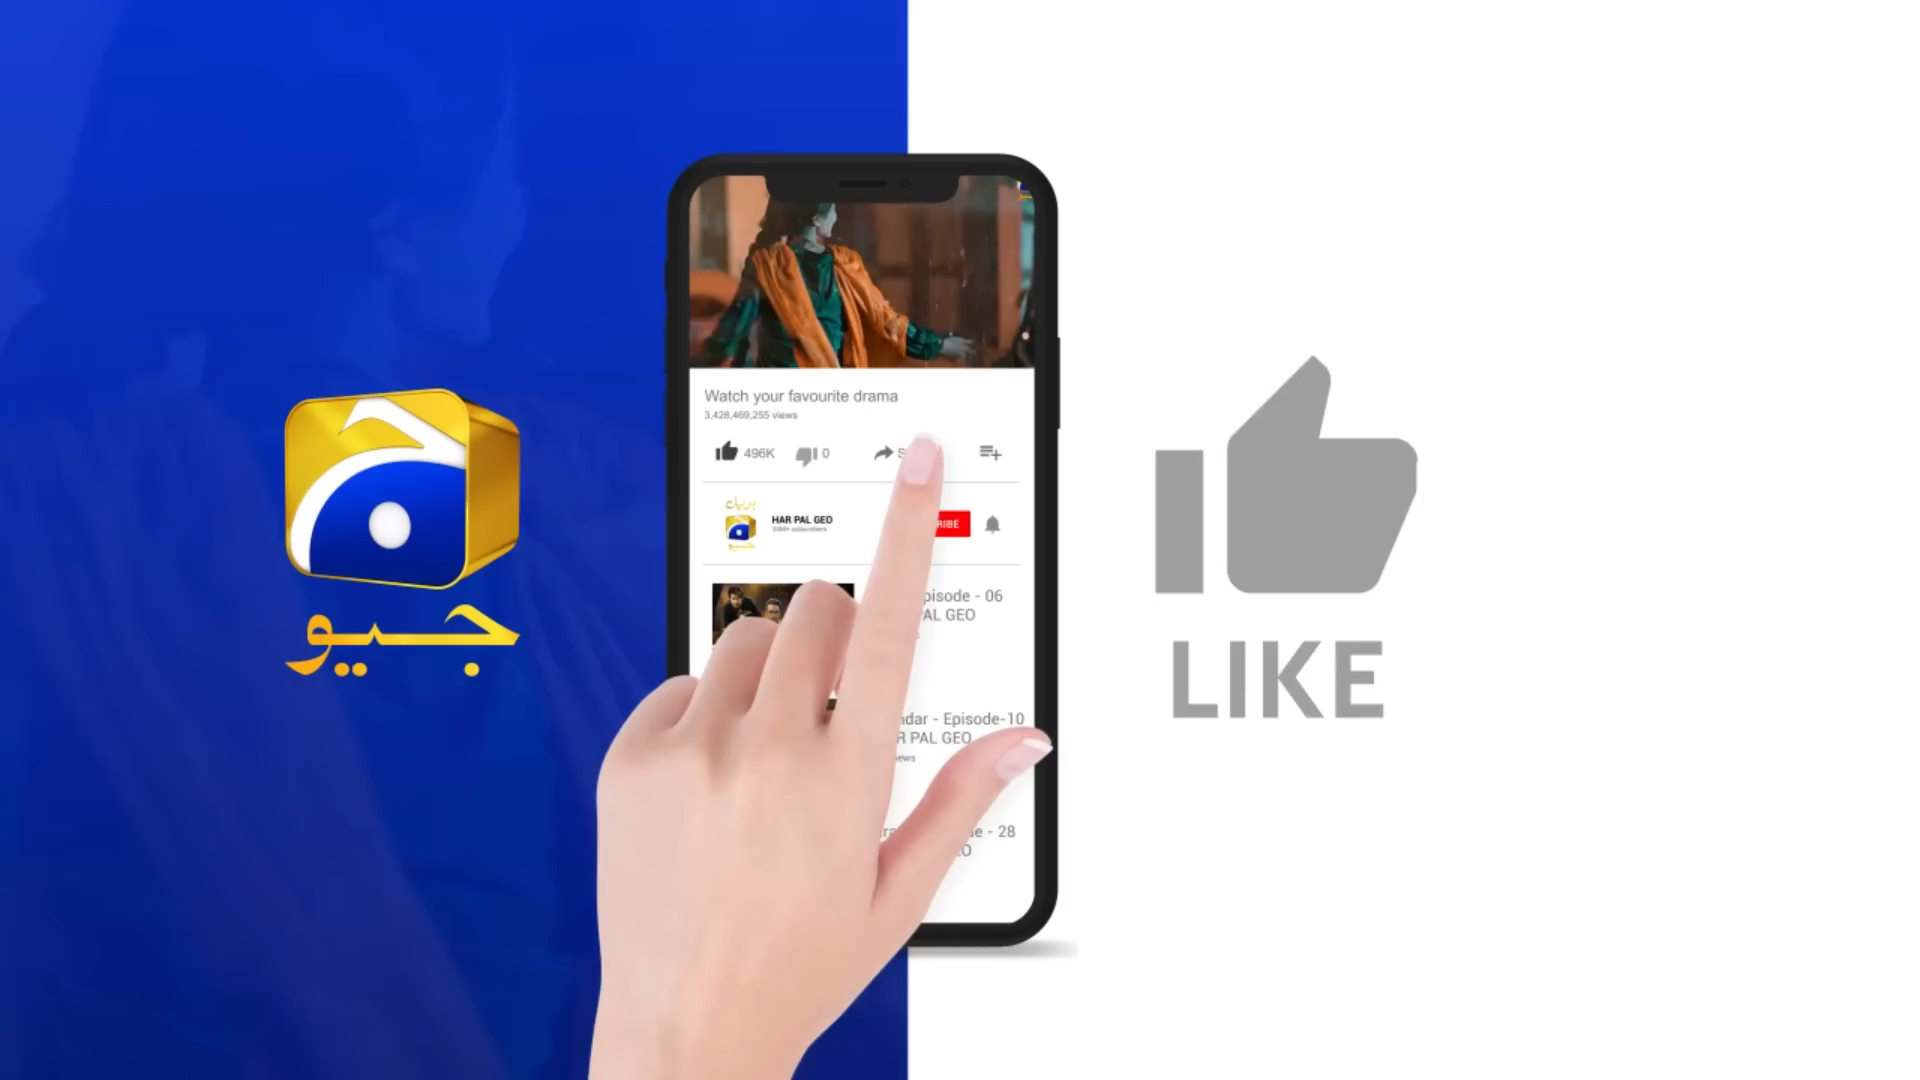 جیو
Watch your favourite drama
3,428,469,255 views
496K
0
HAR PAL GEO
RIBE
pisode - 06
PAL GEO
ndar - Episode-10
R PAL GEO
iews
e - 28
LIKE